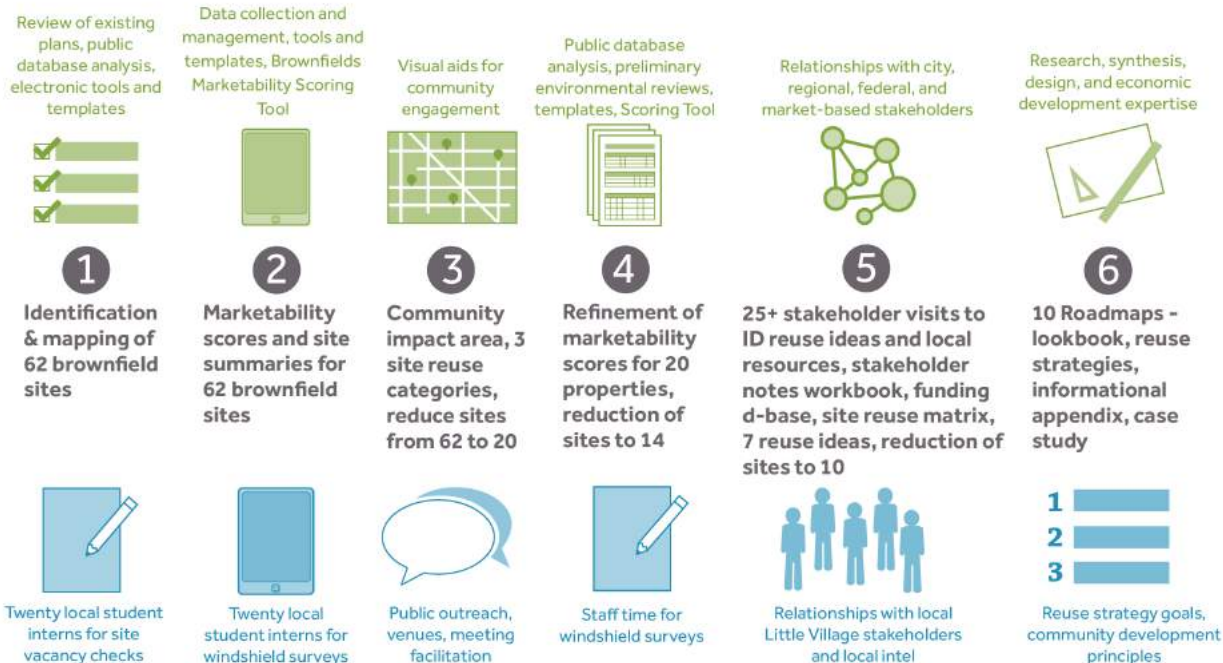 Review of existing
plans, public
database analysis,
electronic tools and
templates
Data collection and
management, tools and
templates, Brownfields
Marketability Scoring
Tool
Visual aids for
community
engagement
Public database
analysis, preliminary
environmental reviews,
templates, Scoring Tool
Relationships with city,
regional, federal, and
market-based stakeholders
Research, synthesis,
design, and economic
development expertise
1
Identification
& mapping of
62 brownfield
sites
2
Marketability
scores and site
summaries for
62 brownfield
sites
3
Community
impact area, 3
site reuse
categories,
reduce sites
from 62 to 20
4
Refinement of
marketability
scores for 20
properties,
reduction of
sites to 14
5
25+ stakeholder visits to
ID reuse ideas and local
resources, stakeholder
notes workbook, funding
d-base, site reuse matrix,
7 reuse ideas, reduction of
sites to 10
6
10 Roadmaps -
lookbook, reuse
strategies,
informational
appendix, case
study
Twenty local student
interns for site
vacancy checks
Twenty local
student interns for
windshield surveys
Public outreach,
venues, meeting
facilitation
Staff time for
windshield surveys
Relationships with local
Little Village stakeholders
and local intel
1
2
3
Reuse strategy goals,
community development
principles